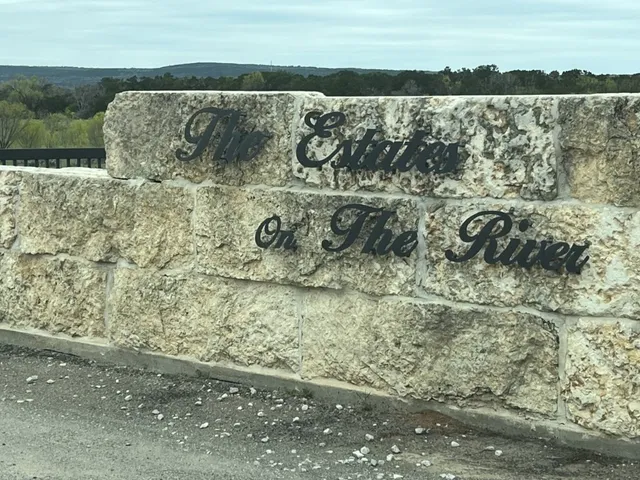 The Estates
On The River